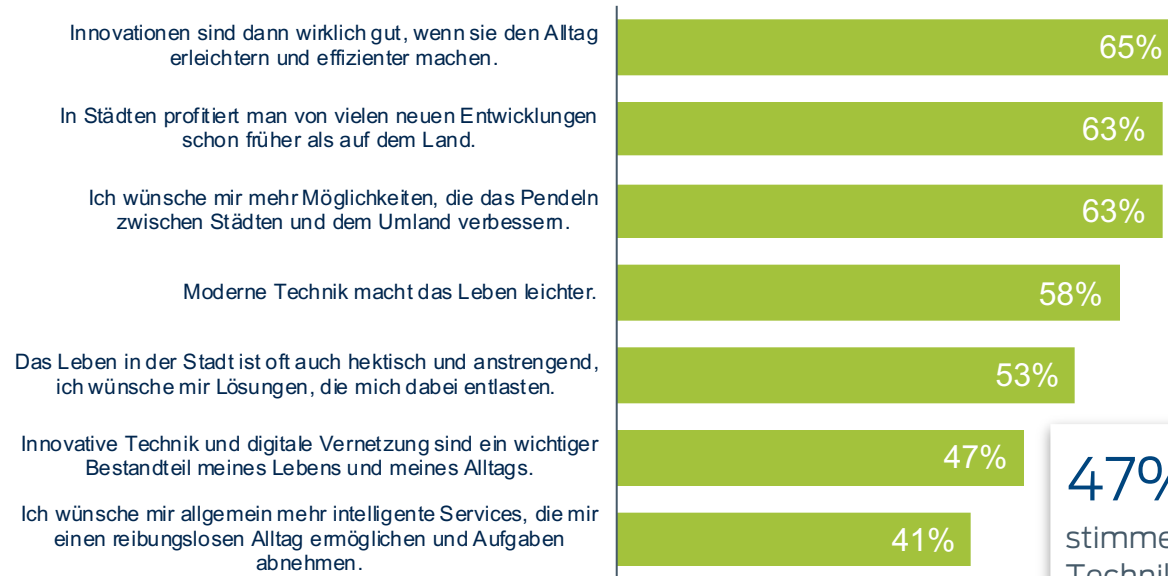 Innovationen sind dann wirklich gut, wenn sie den Alltag
erleichtern und effizienter machen.
65%
In Städten profitiert man von vielen neuen Entwicklungen
schon früher als auf dem Land.
63%
Ich wünsche mir mehr Möglichkeiten, die das Pendeln
zwischen Städten und dem Umland verbessern.
63%
Moderne Technik macht das Leben leichter.
58%
Das Leben in der Stadt ist oft auch hektisch und anstrengend,
ich wünsche mir Lösungen, die mich dabei entlasten.
53%
Innovative Technik und digitale Vernetzung sind ein wichtiger
Bestandteil meines Lebens und meines Alltags.
47%
Ich wünsche mir allgemein mehr intelligente Services, die mir
einen reibungslosen Alltag ermöglichen und Aufgaben
abnehmen.
41%
47%
stimme
Technik